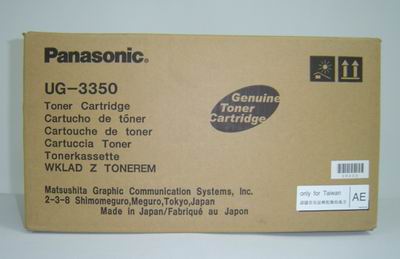 Panasonic®
UG-3350
Toner Cartridge
Cartucho de tőner
Cartouche de toner
Cartuccia Toner
Tonerkassette
WKLAD Z TONEREM
Genuine
Toner
Cartridge
Matsushita Graphic Communication Systems, Inc.
2-3-8 Shimomeguro,Meguro,Tokyo,Japan
Made in Japan/Fabriqué au Japon
only for Taiwan
AE